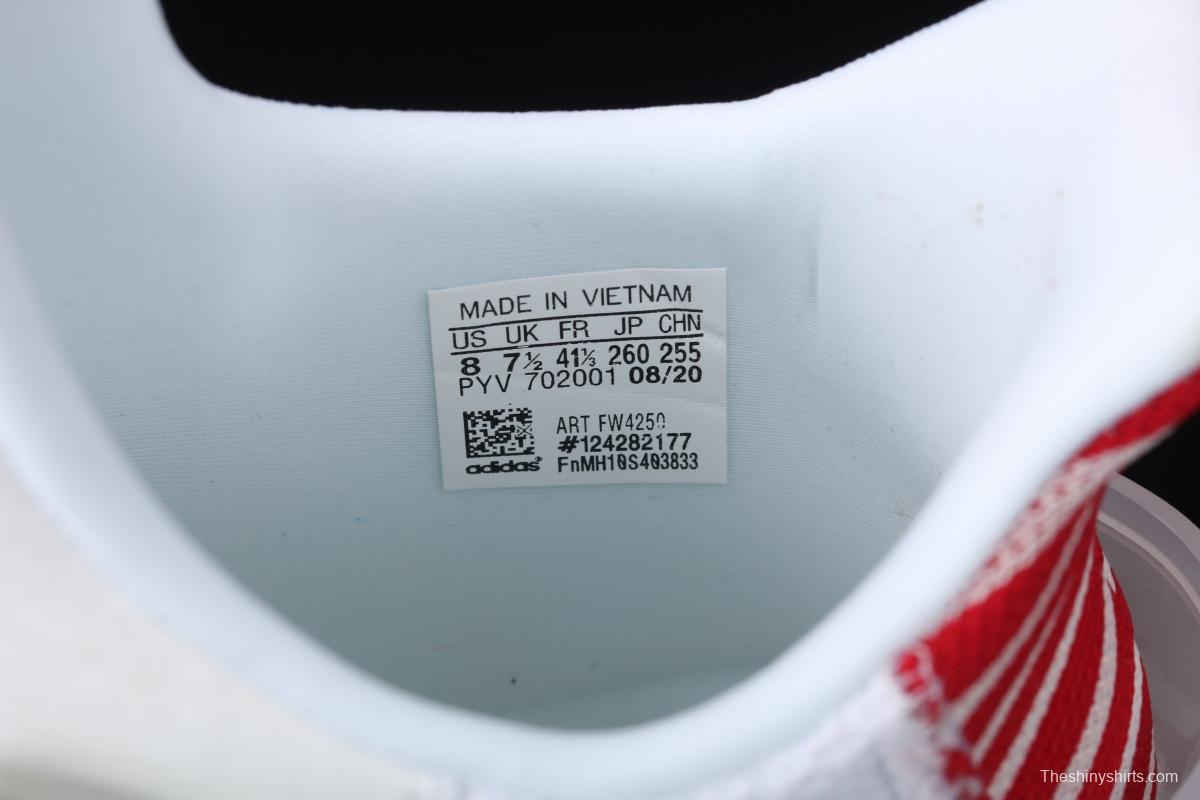 MADE IN VIETNAM
US UK FR JP CHN
8 7½ 41⅓ 260 255
PYV 702001 08/20
ART FW4250
#124282177
adidas®
FnMH10S403833
Theshinyshirts.com